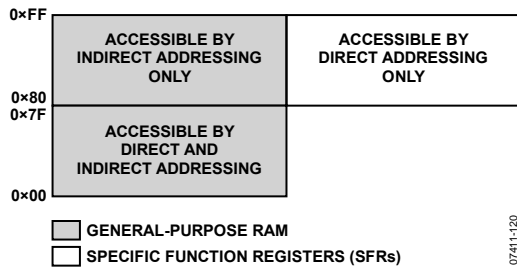 0×FF
ACCESSIBLE BY
INDIRECT ADDRESSING
ONLY
ACCESSIBLE BY
DIRECT ADDRESSING
ONLY
0×80
0×7F
ACCESSIBLE BY
DIRECT AND
INDIRECT ADDRESSING
0×00
GENERAL-PURPOSE RAM
SPECIFIC FUNCTION REGISTERS (SFRs)
07411-120